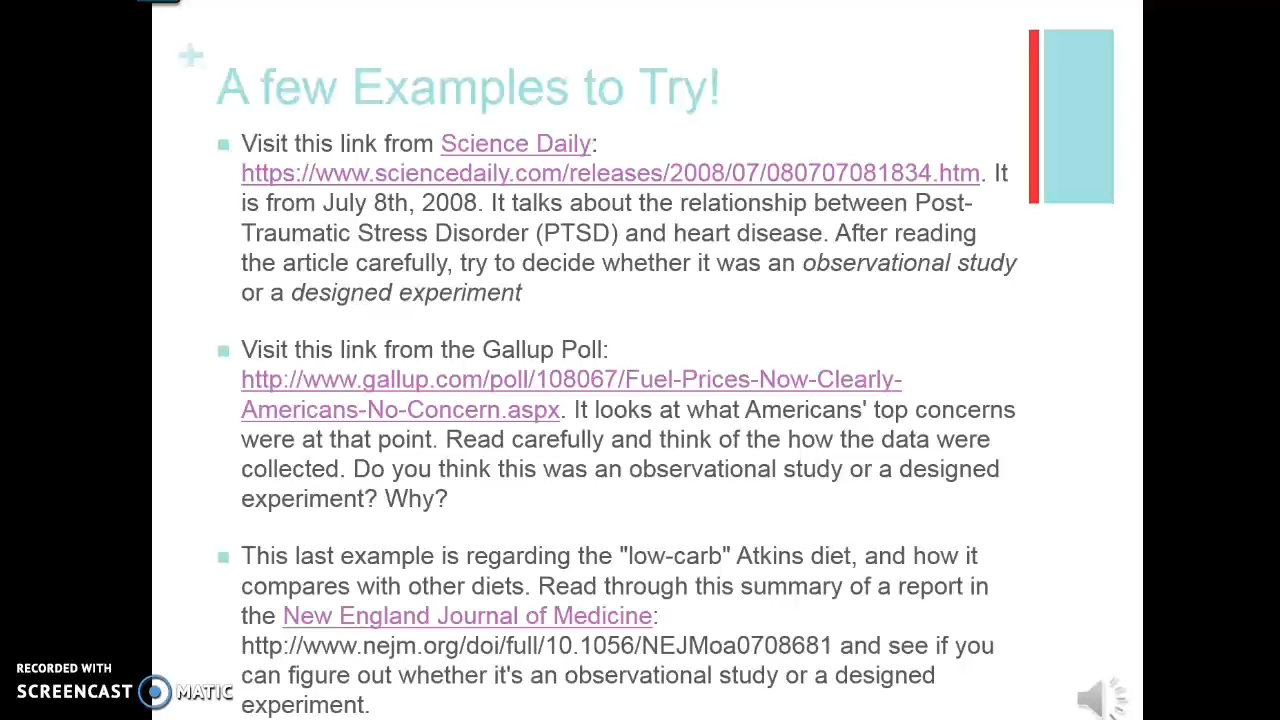 +
A few Examples to Try!
Visit this link from Science Daily:
https://www.sciencedaily.com/releases/2008/07/080707081834.htm. It
is from July 8th, 2008. It talks about the relationship between Post-
Traumatic Stress Disorder (PTSD) and heart disease. After reading
the article carefully, try to decide whether it was an observational study
or a designed experiment
Visit this link from the Gallup Poll:
http://www.gallup.com/poll/108067/Fuel-Prices-Now-Clearly-
Americans-No-Concern.aspx. It looks at what Americans' top concerns
were at that point. Read carefully and think of the how the data were
collected. Do you think this was an observational study or a designed
experiment? Why?
This last example is regarding the "low-carb" Atkins diet, and how it
compares with other diets. Read through this summary of a report in
the New England Journal of Medicine:
http://www.nejm.org/doi/full/10.1056/NEJMoa0708681 and see if you
can figure out whether it's an observational study or a designed
experiment.
RECORDED WITH
SCREENCAST MATIC